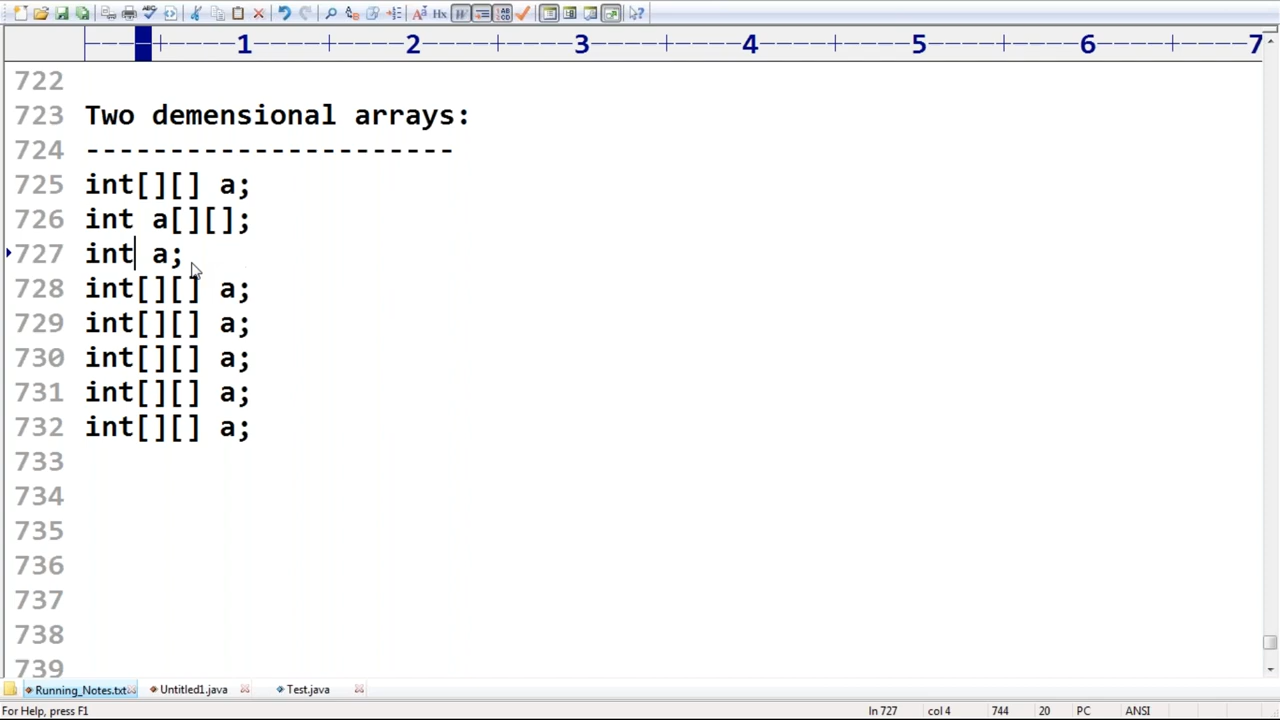 1 2 3 4 5 6 7
722
723 Two demensional arrays:
724 ----------------------
725 int[][] a;
726 int a[][];
727 int a;
728 int[][] a;
729 int[][] a;
730 int[][] a;
731 int[][] a;
732 int[][] a;
733
734
735
736
737
738
739
Running_Notes.txt Untitled1.java Test.java
For Help, press F1 ln 727 col 4 744 20 PC ANSI